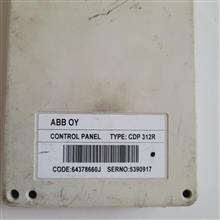 ABB OY
CONTROL PANEL TYPE: CDP 312R
CODE:64378660J SERNO:5390917